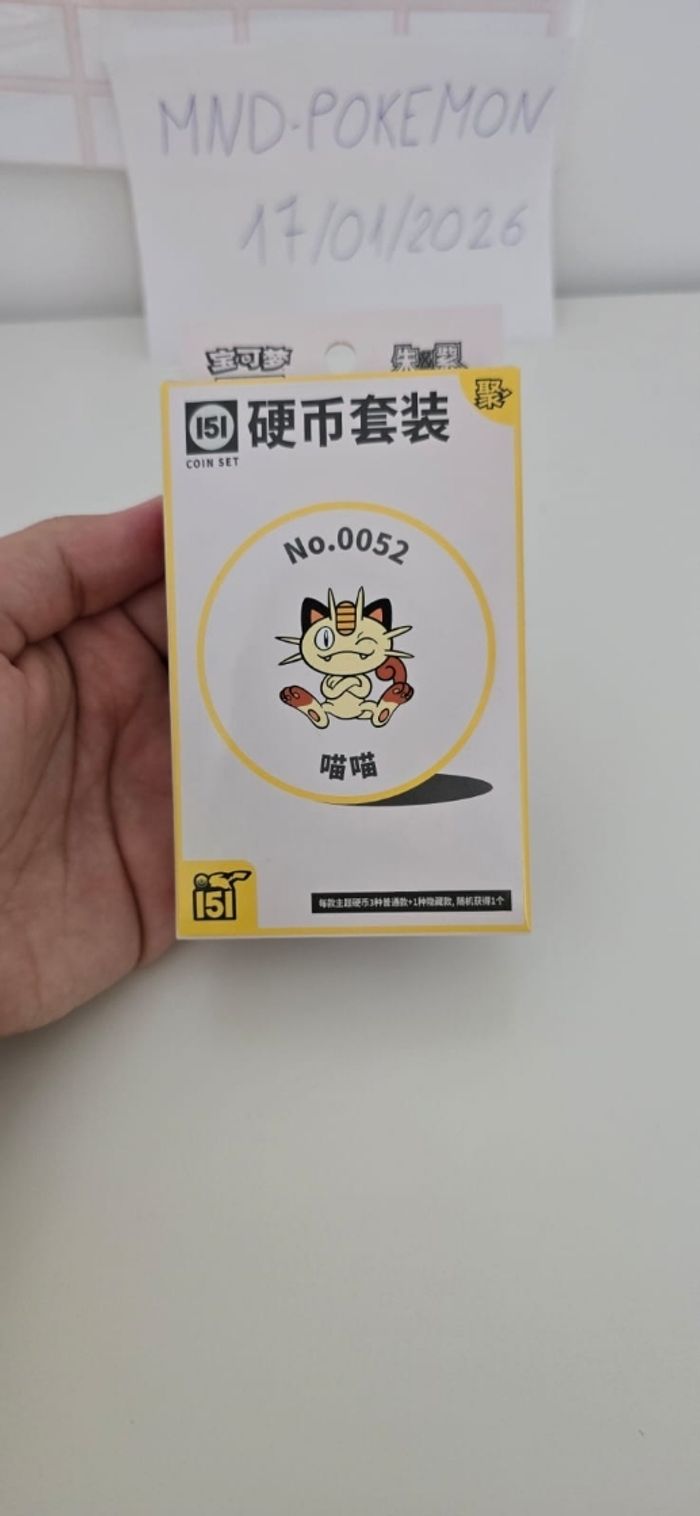 MND-POKEMON
17/01/2026
宝可梦
朱 紫
151 硬币套装
聚
COIN SET
No.0052
喵喵
151
每款主题硬币3种普通款+1种隐藏款, 随机获得1个